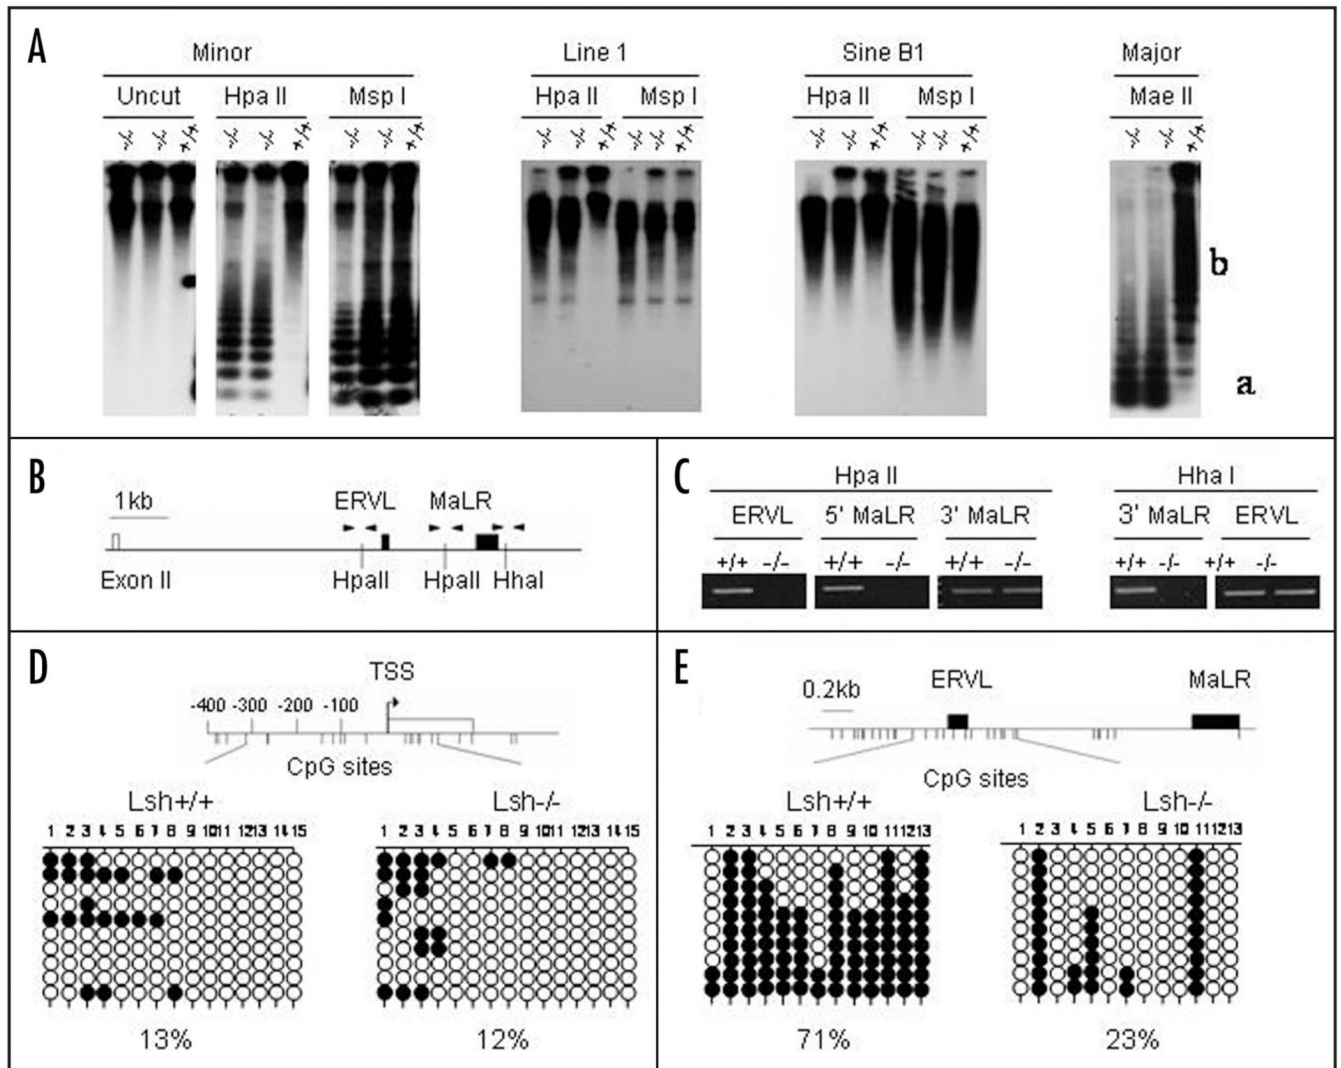 A
Minor Line 1 Sine B1 Major
Uncut Hpa II Msp I Hpa II Msp I Hpa II Msp I Mae II
-/- -/- +/+ -/- -/- +/+ -/- -/- +/+ -/- -/- +/+ -/- -/- +/+ -/- -/- +/+ -/- -/- +/+ -/- -/- +/+
b
a
B
1kb ERVL MaLR
Exon II HpaII HpaII HhaI
C
Hpa II Hha I
ERVL 5' MaLR 3' MaLR 3' MaLR ERVL
+/+ -/- +/+ -/- +/+ -/- +/+ -/- +/+ -/-
D
TSS
-400 -300 -200 -100
CpG sites
Lsh+/+ Lsh-/-
1 2 3 4 5 6 7 8 9 10 11 12 13 14 15 1 2 3 4 5 6 7 8 9 10 11 12 13 14 15
13% 12%
E
0.2kb ERVL MaLR
CpG sites
Lsh+/+ Lsh-/-
1 2 3 4 5 6 7 8 9 10 11 12 13 1 2 3 4 5 6 7 8 9 10 11 12 13
71% 23%